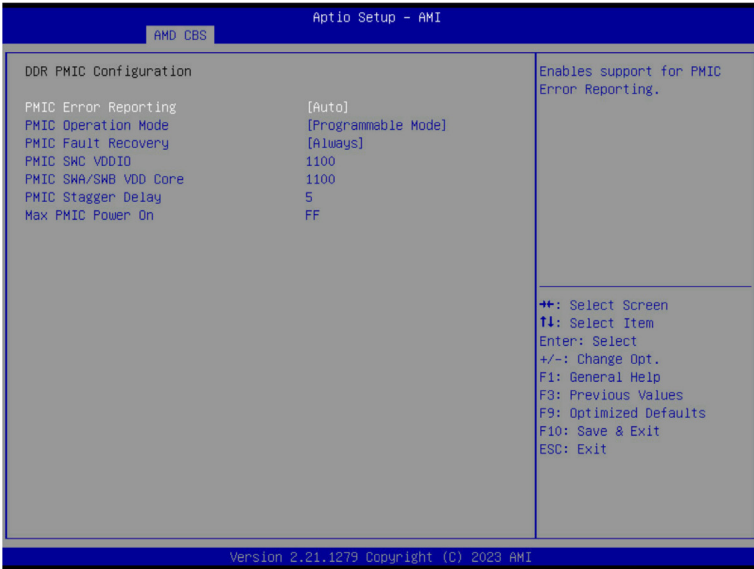 Aptio Setup – AMI
AMD CBS
DDR PMIC Configuration
PMIC Error Reporting [Auto]
PMIC Operation Mode [Programmable Mode]
PMIC Fault Recovery [Always]
PMIC SWC VDDIO 1100
PMIC SWA/SWB VDD Core 1100
PMIC Stagger Delay 5
Max PMIC Power On FF
Enables support for PMIC
Error Reporting.
→←: Select Screen
↑↓: Select Item
Enter: Select
+/-: Change Opt.
F1: General Help
F3: Previous Values
F9: Optimized Defaults
F10: Save & Exit
ESC: Exit
Version 2.21.1279 Copyright (C) 2023 AMI